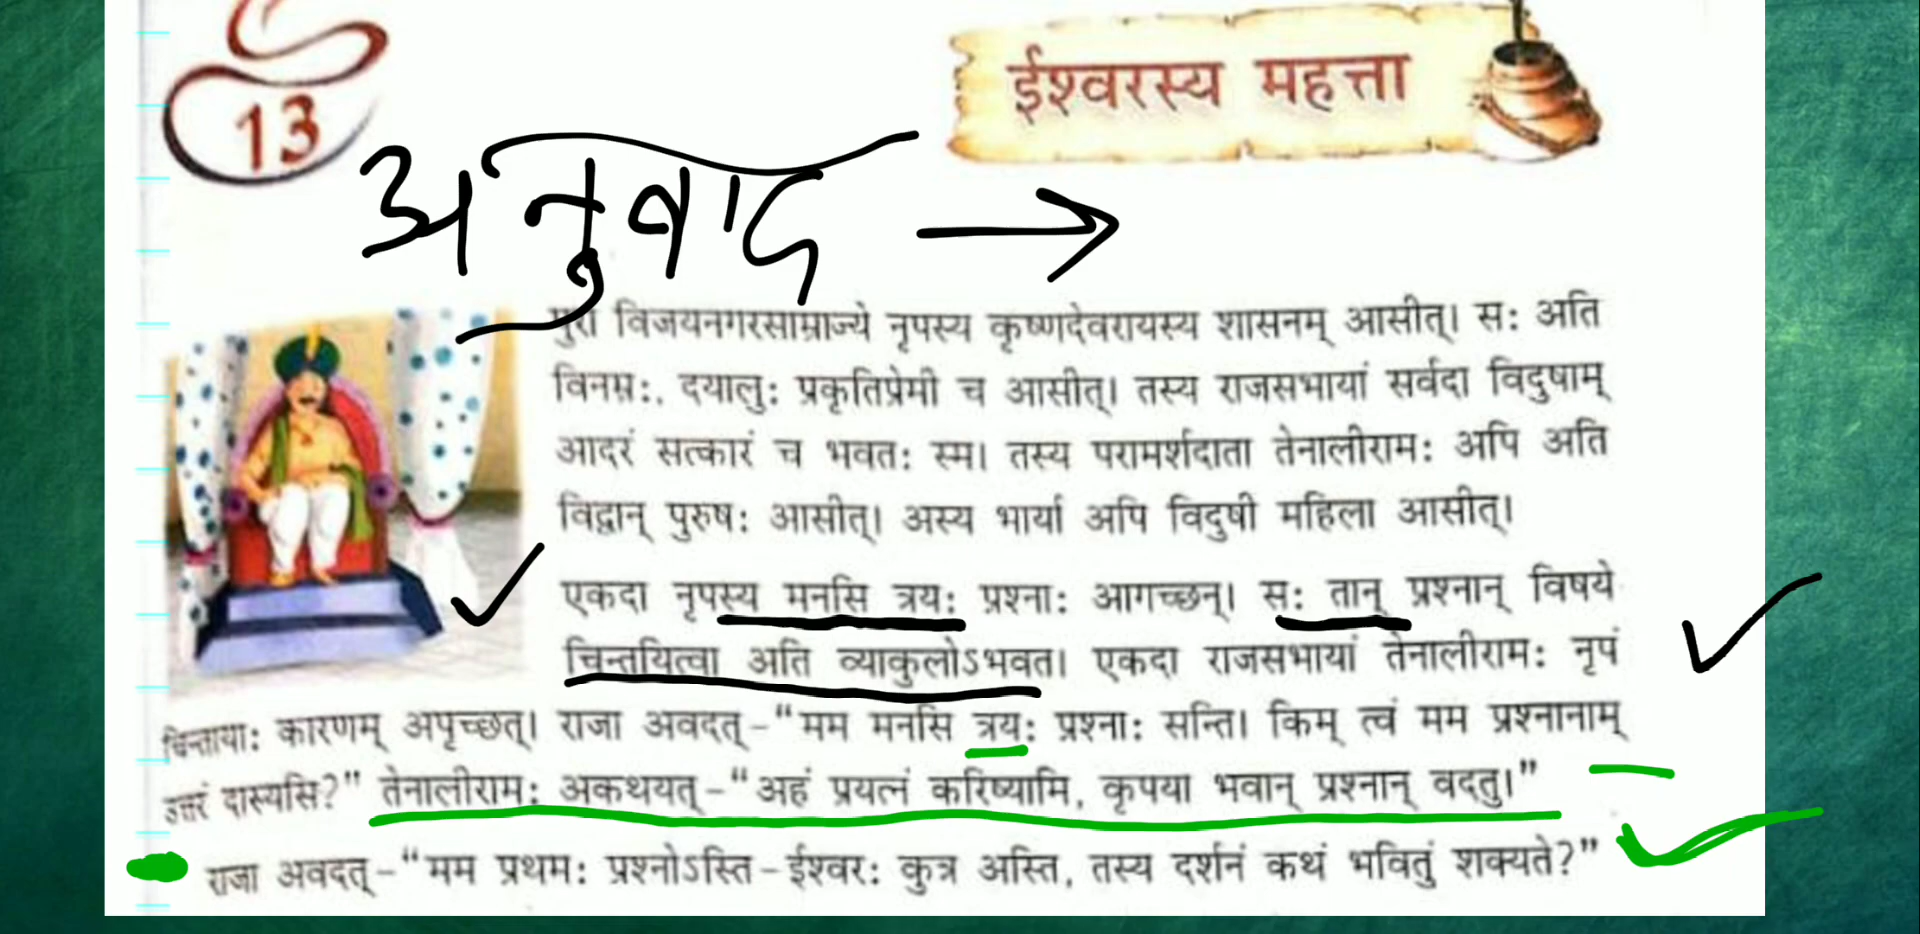 13
ईश्वरस्य महत्ता
अनुवाद →
पुरा विजयनगरसाम्राज्ये नृपस्य कृष्णदेवरायस्य शासनम् आसीत्। सः अति
विनम्रः, दयालुः प्रकृतिप्रेमी च आसीत्। तस्य राजसभायां सर्वदा विदुषाम्
आदरं सत्कारं च भवतः स्म। तस्य परामर्शदाता तेनालीरामः अपि अति
विद्वान् पुरुषः आसीत्। अस्य भार्या अपि विदुषी महिला आसीत्।
एकदा नृपस्य मनसि त्रयः प्रश्नाः आगच्छन्। सः तान् प्रश्नान् विषये
चिन्तयित्वा अति व्याकुलोऽभवत। एकदा राजसभायां तेनालीरामः नृपं
चिन्तायाः कारणम् अपृच्छत्। राजा अवदत्–“मम मनसि त्रयः प्रश्नाः सन्ति। किम् त्वं मम प्रश्नानाम्
उत्तरं दास्यसि?” तेनालीरामः अकथयत्–“अहं प्रयत्नं करिष्यामि, कृपया भवान् प्रश्नान् वदतु।”
राजा अवदत्–“मम प्रथमः प्रश्नोऽस्ति–ईश्वरः कुत्र अस्ति, तस्य दर्शनं कथं भवितुं शक्यते?”